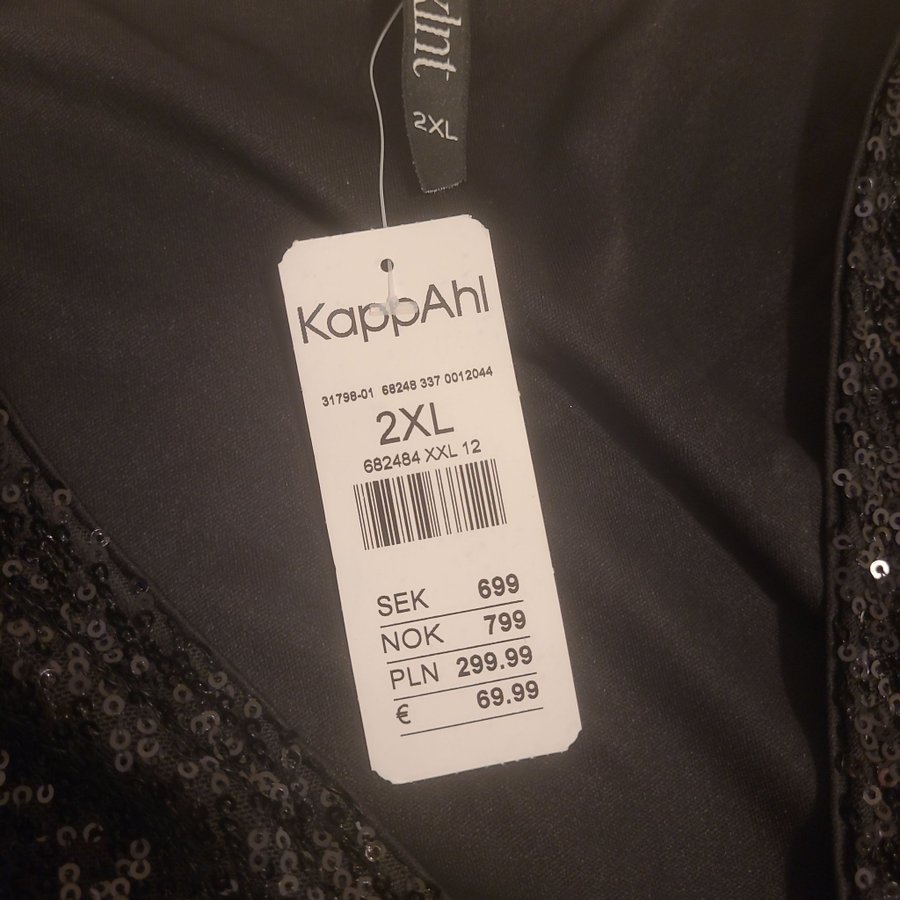 2XL
KappAhl
31798-01 68248 337 0012044
2XL
682484 XXL 12
SEK 699
NOK 799
PLN 299.99
€ 69.99